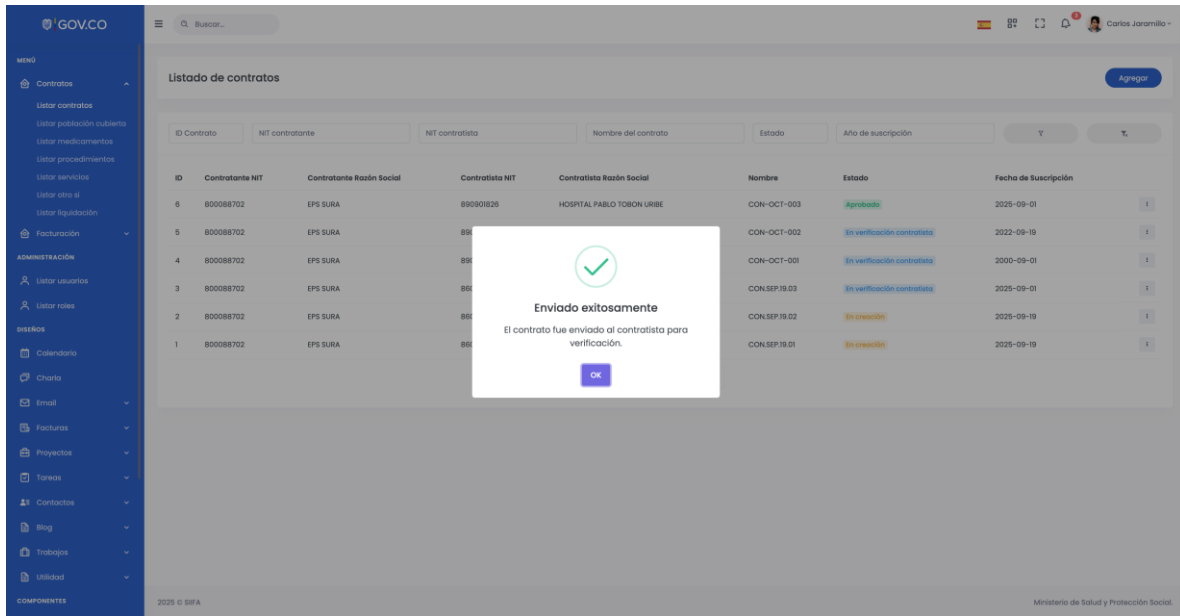 GOV.CO
Buscar...
9
Carlos Jaramillo
MENÚ
Contratos
Listar contratos
Listar población cubierta
Listar medicamentos
Listar procedimientos
Listar servicios
Listar otro si
Listar liquidación
Facturación
ADMINISTRACIÓN
Listar usuarios
Listar roles
DISEÑOS
Calendario
Charla
Email
Facturas
Proyectos
Tareas
Contactos
Blog
Trabajos
Utilidad
COMPONENTES
Listado de contratos
Agregar
ID Contrato NIT contratante NIT contratista Nombre del contrato Estado Año de suscripción
ID Contratante NIT Contratante Razón Social Contratista NIT Contratista Razón Social Nombre Estado Fecha de Suscripción
6 800088702 EPS SURA 890901826 HOSPITAL PABLO TOBON URIBE CON-OCT-003 Aprobado 2025-09-01
5 800088702 EPS SURA 890 CON-OCT-002 En verificación contratista 2022-09-19
4 800088702 EPS SURA 890 CON-OCT-001 En verificación contratista 2000-09-01
3 800088702 EPS SURA 860 CON.SEP.19.03 En verificación contratista 2025-09-01
2 800088702 EPS SURA 860 CON.SEP.19.02 En creación 2025-09-19
1 800088702 EPS SURA 860 CON.SEP.19.01 En creación 2025-09-19
Enviado exitosamente
El contrato fue enviado al contratista para
verificación.
OK
2025 © SIIFA
Ministerio de Salud y Protección Social.